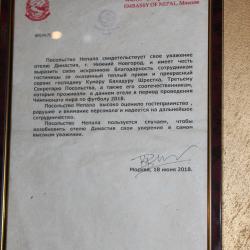 EMBASSY OF NEPAL, Moscow
Посольство Непала свидетельствует свое уважение
отелю Династия, г. Нижний Новгород, и имеет честь
выразить свою искреннюю благодарность сотрудникам
гостиницы за оказанный теплый прием и прекрасный
сервис господину Кумару Бахадуру Шрестха, Третьему
Секретарю Посольства, а также его соотечественникам,
которые проживали в данном отеле в период проведения
Чемпионата мира по футболу 2018.
Посольство Непала высоко оценило гостеприимство,
радушие и внимание персонала и надеется на дальнейшее
сотрудничество.
Посольство Непала пользуется случаем, чтобы
возобновить отелю Династия свои уверения в самом
высоком уважении.
Москва, 18 июня 2018.